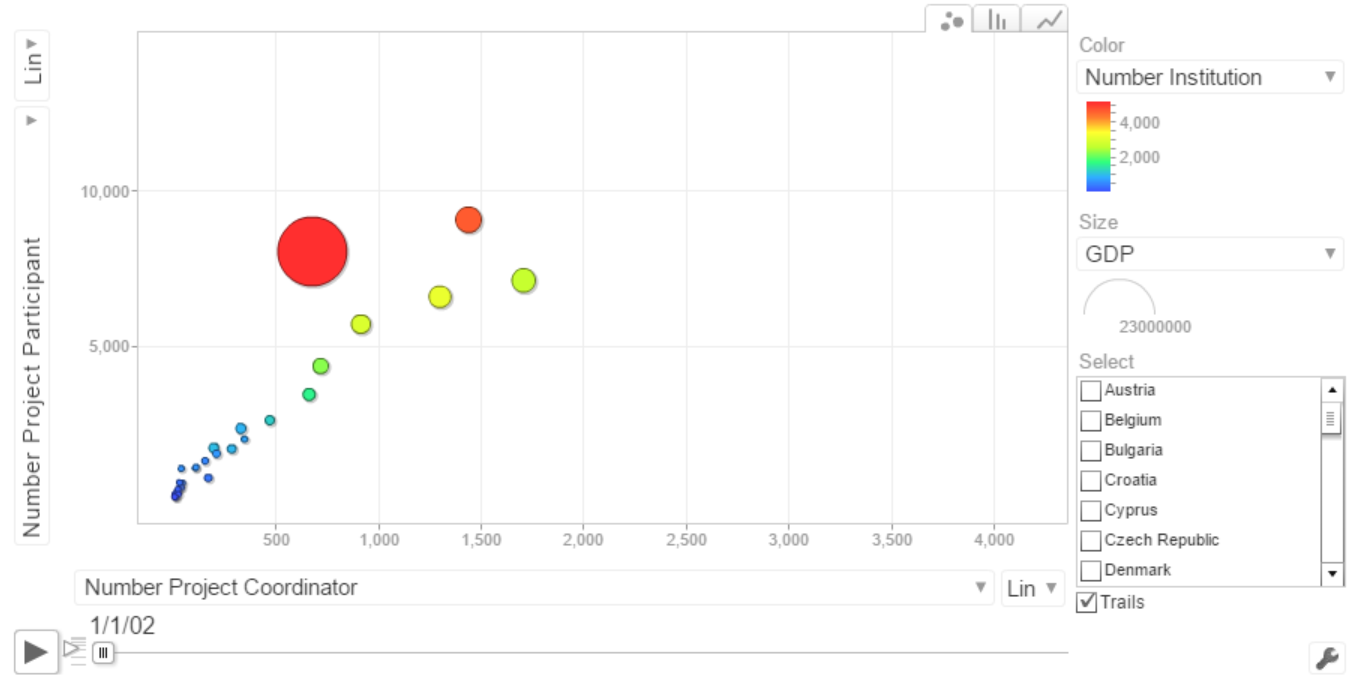 Lin
Number Project Participant
10,000
5,000
500
1,000
1,500
2,000
2,500
3,000
3,500
4,000
Number Project Coordinator
Lin
1/1/02
Color
Number Institution
4,000
2,000
Size
GDP
23000000
Select
Austria
Belgium
Bulgaria
Croatia
Cyprus
Czech Republic
Denmark
Trails